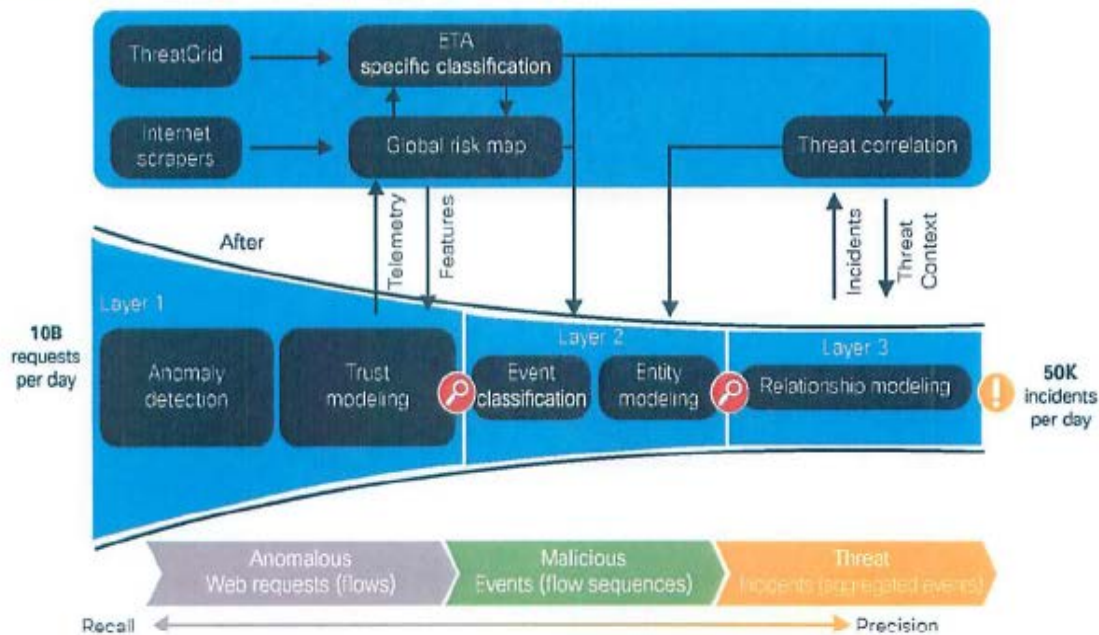 ThreatGrid
ETA
specific classification
Internet
scrapers
Global risk map
Threat correlation
After
Telemetry
Features
Incidents
Threat
Context
Layer 1
Layer 2
Layer 3
10B
requests
per day
Anomaly
detection
Trust
modeling
Event
classification
Entity
modeling
Relationship modeling
50K
incidents
per day
Anomalous
Web requests (flows)
Malicious
Events (flow sequences)
Threat
Incidents (aggregated events)
Recall
Precision